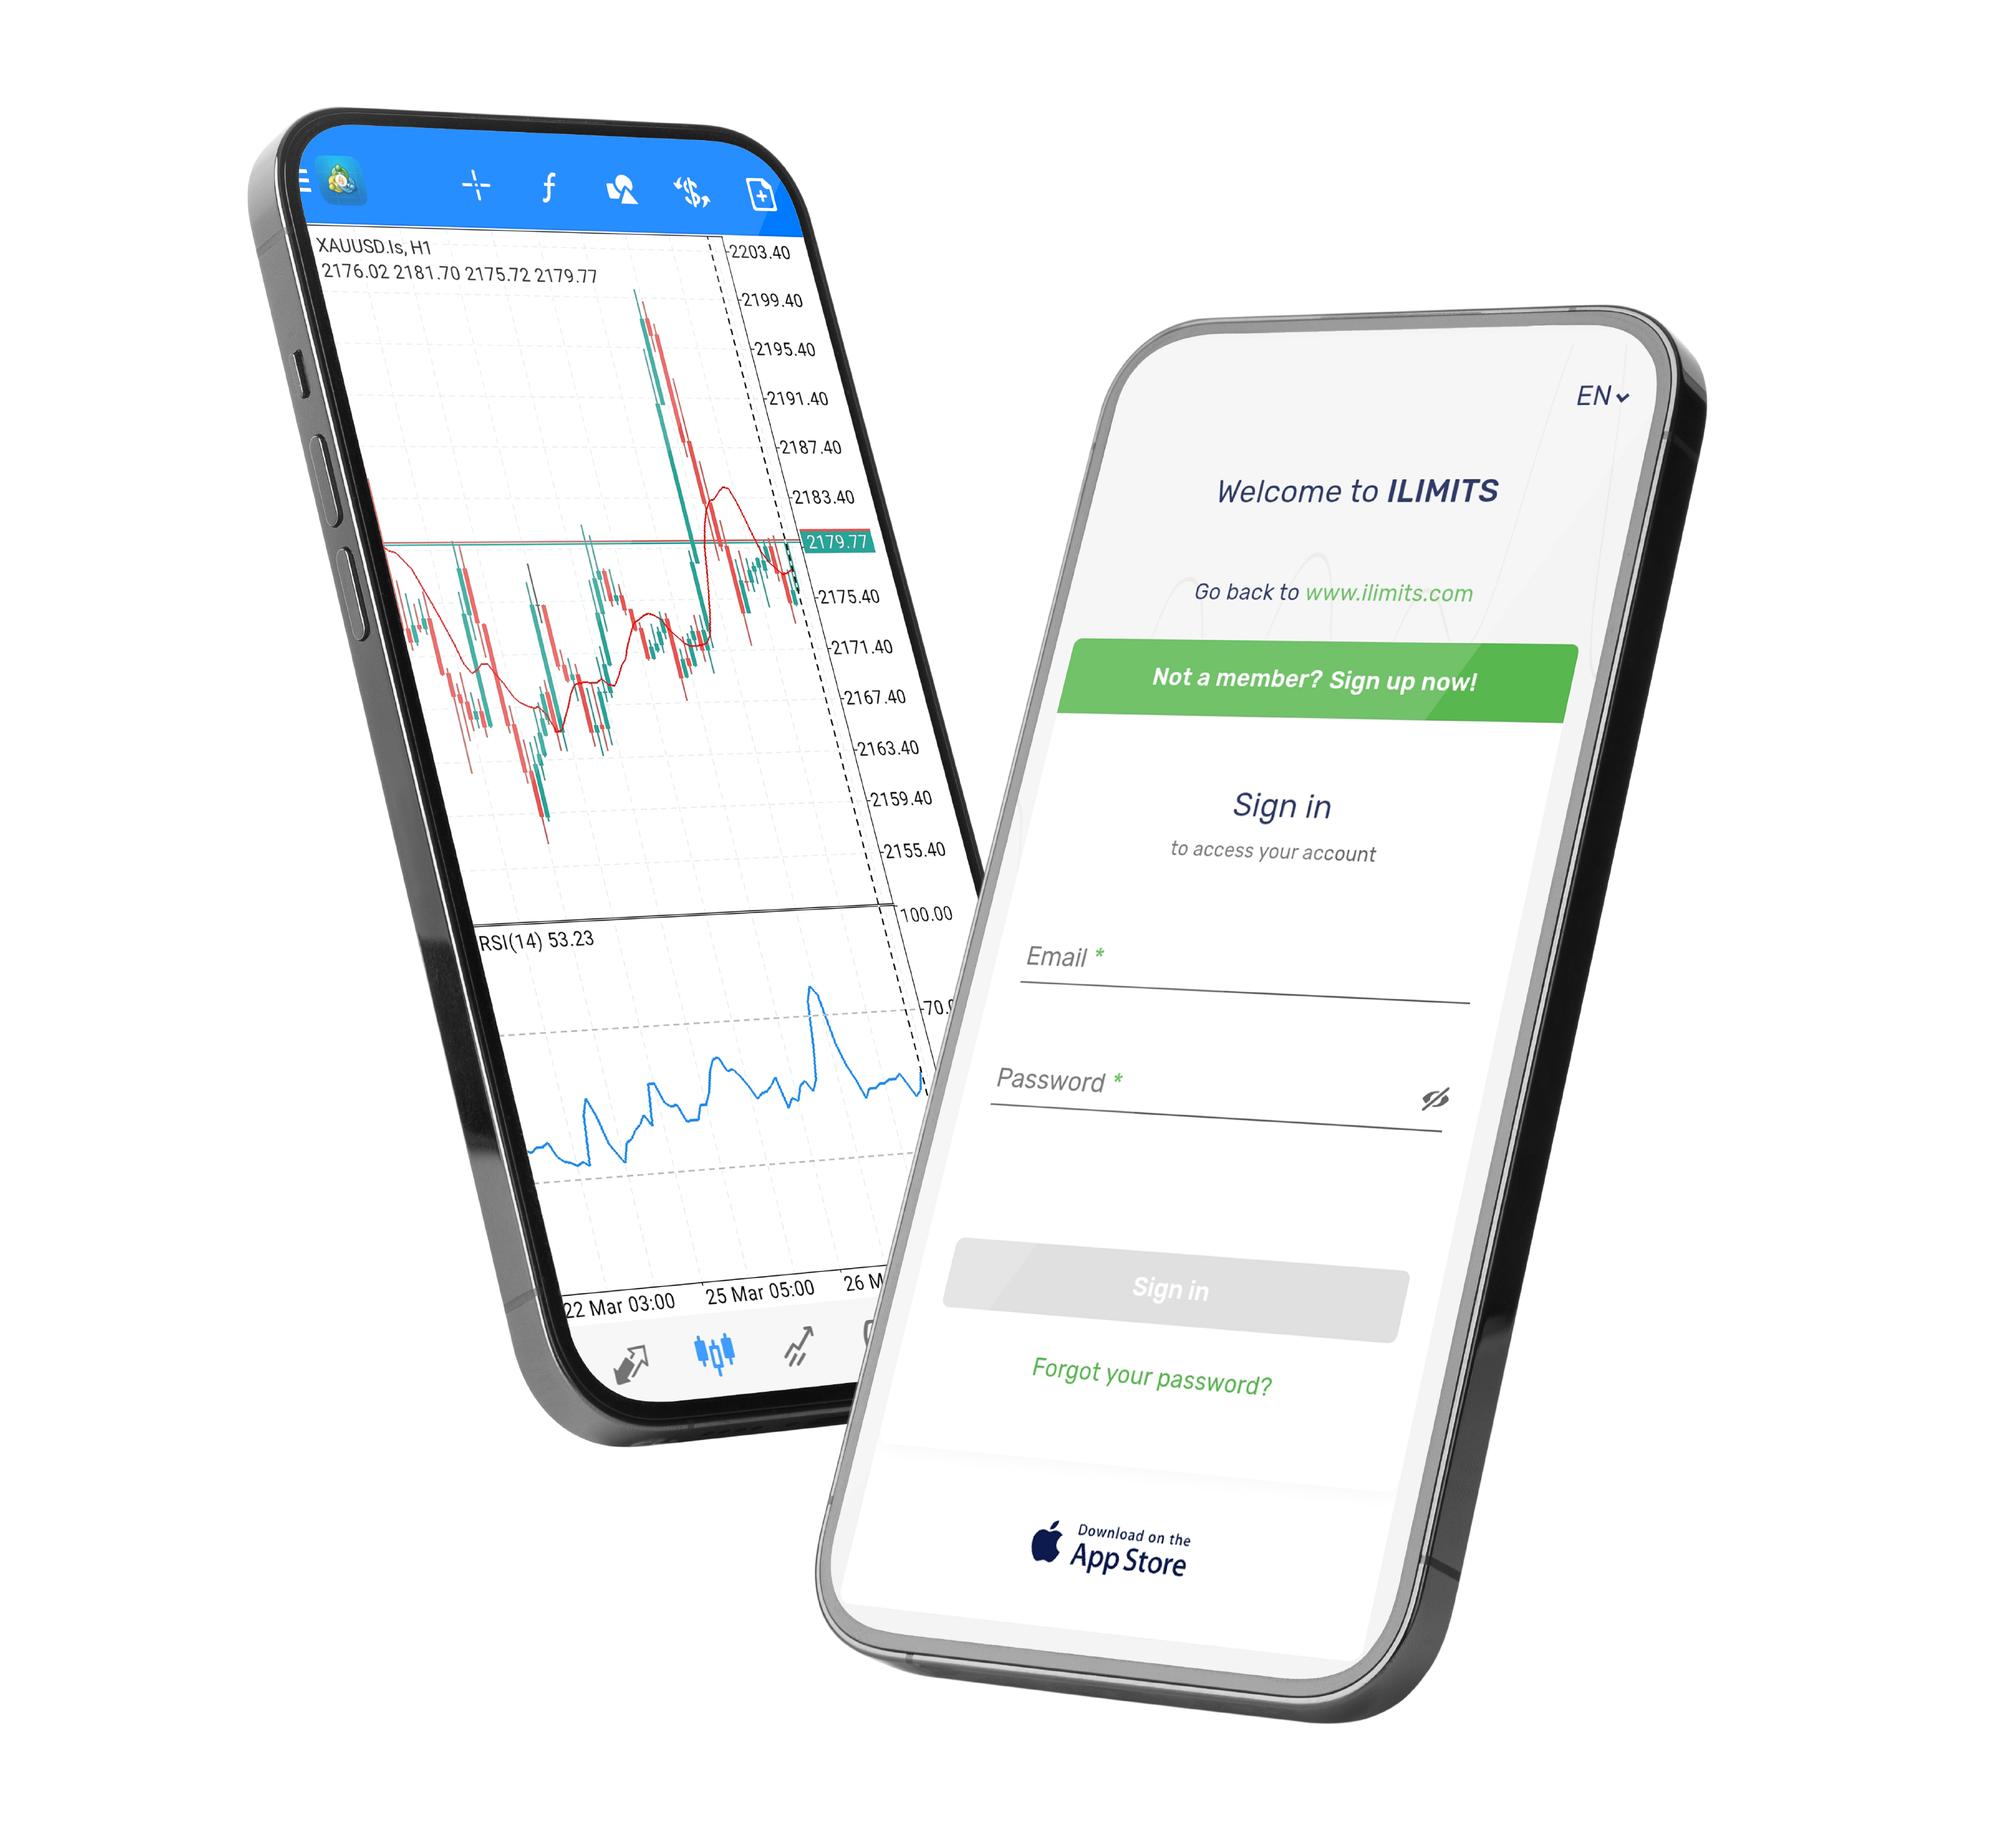 XAUUSD.ls, H1
2176.02 2181.70 2175.72 2179.77
2203.40
2199.40
2195.40
2191.40
2187.40
2183.40
2179.77
2175.40
2171.40
2167.40
2163.40
2159.40
2155.40
100.00
RSI(14) 53.23
22 Mar 03:00 25 Mar 05:00 26
EN
Welcome to ILIMITS
Go back to www.ilimits.com
Not a member? Sign up now!
Sign in
to access your account
Email *
Password *
Sign in
Forgot your password?
Download on the
App Store